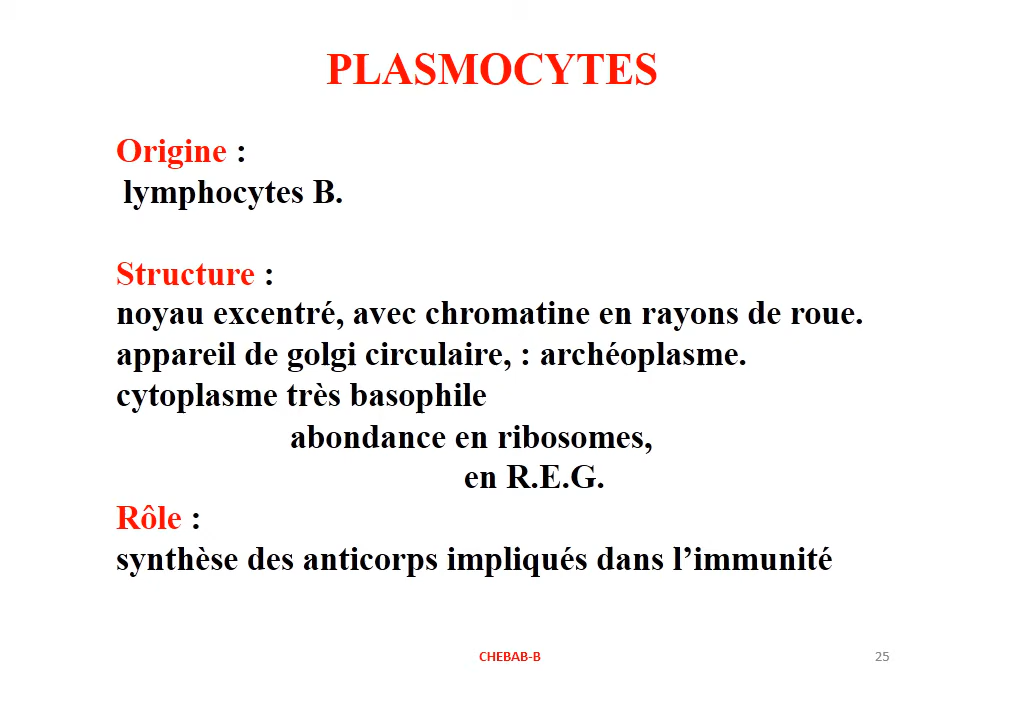 PLASMOCYTES
Origine :
lymphocytes B.
Structure :
noyau excentré, avec chromatine en rayons de roue.
appareil de golgi circulaire, : archéoplasme.
cytoplasme très basophile
abondance en ribosomes,
en R.E.G.
Rôle :
synthèse des anticorps impliqués dans l’immunité
CHEBAB-B
25